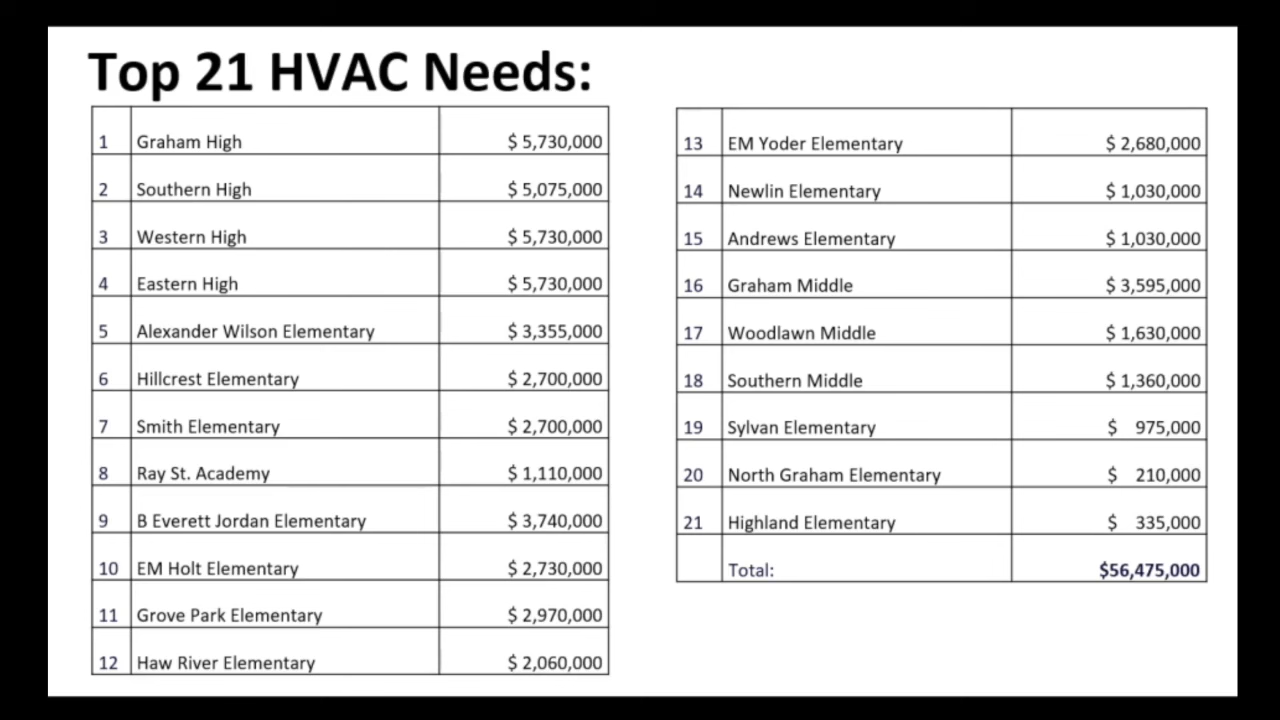 Top 21 HVAC Needs:
1 Graham High $ 5,730,000
2 Southern High $ 5,075,000
3 Western High $ 5,730,000
4 Eastern High $ 5,730,000
5 Alexander Wilson Elementary $ 3,355,000
6 Hillcrest Elementary $ 2,700,000
7 Smith Elementary $ 2,700,000
8 Ray St. Academy $ 1,110,000
9 B Everett Jordan Elementary $ 3,740,000
10 EM Holt Elementary $ 2,730,000
11 Grove Park Elementary $ 2,970,000
12 Haw River Elementary $ 2,060,000
13 EM Yoder Elementary $ 2,680,000
14 Newlin Elementary $ 1,030,000
15 Andrews Elementary $ 1,030,000
16 Graham Middle $ 3,595,000
17 Woodlawn Middle $ 1,630,000
18 Southern Middle $ 1,360,000
19 Sylvan Elementary $ 975,000
20 North Graham Elementary $ 210,000
21 Highland Elementary $ 335,000
Total: $56,475,000